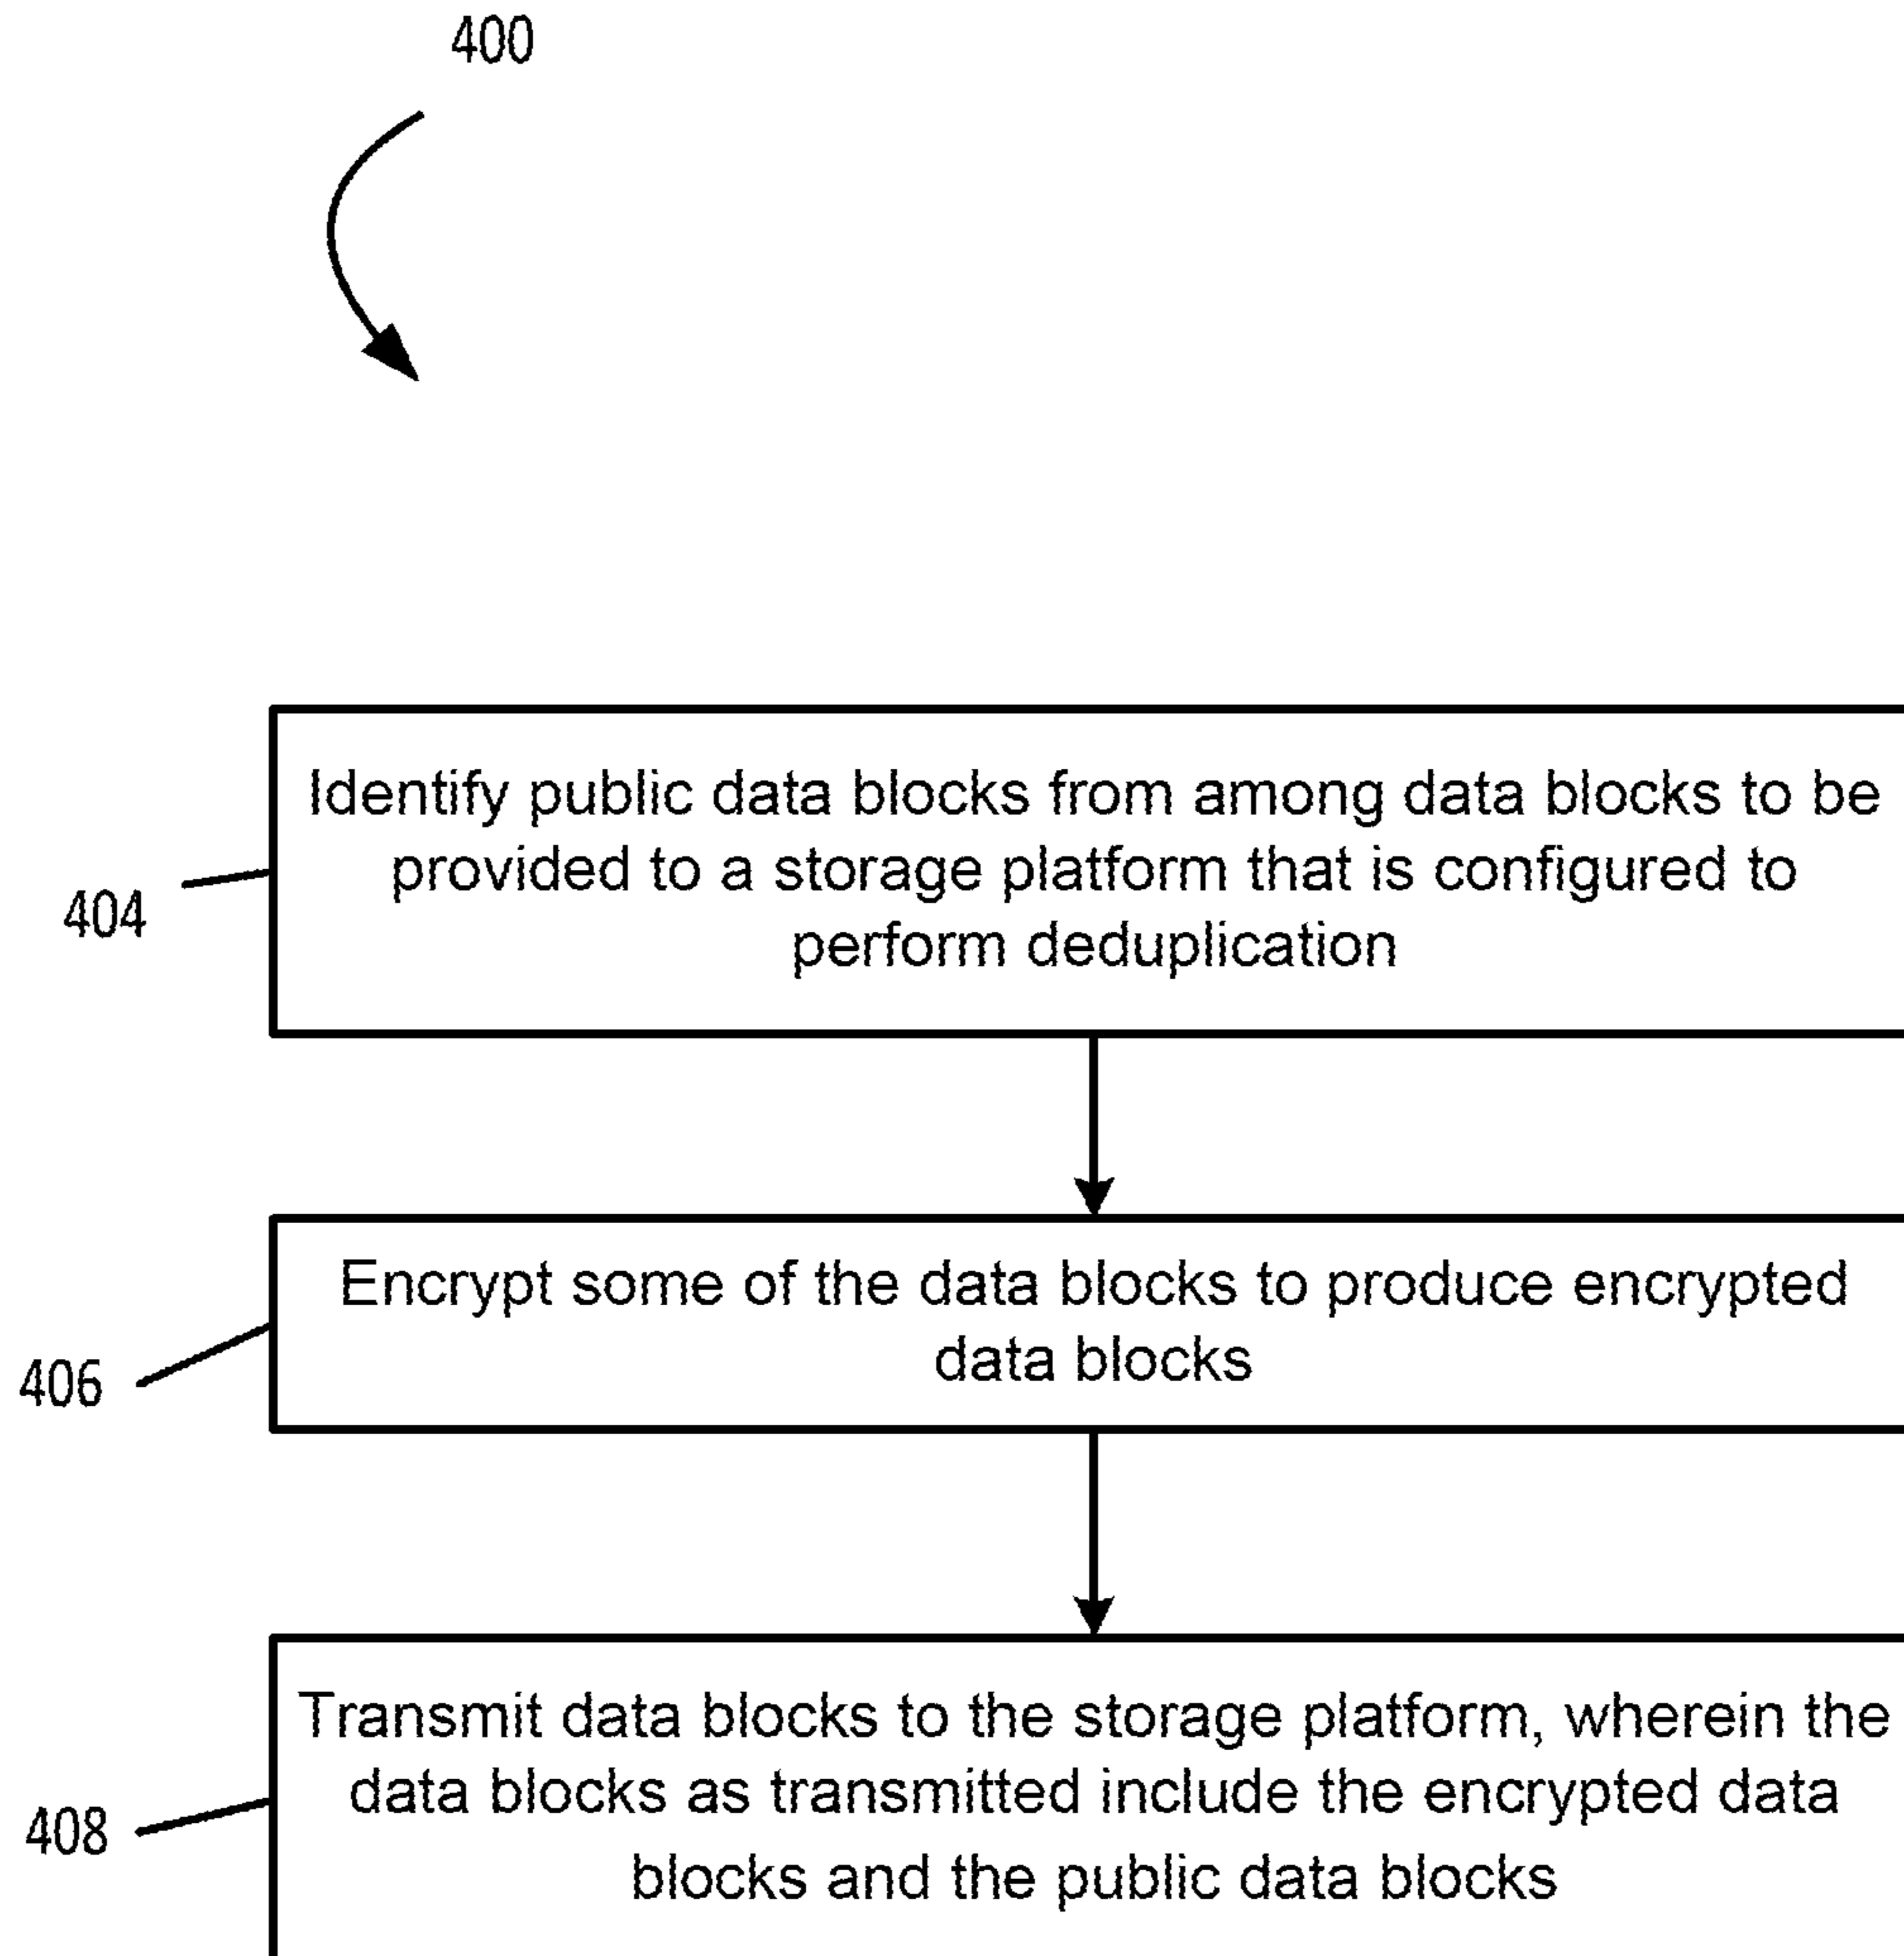 400
Identify public data blocks from among data blocks to be
provided to a storage platform that is configured to
perform deduplication
404
Encrypt some of the data blocks to produce encrypted
data blocks
406
Transmit data blocks to the storage platform, wherein the
data blocks as transmitted include the encrypted data
blocks and the public data blocks
408